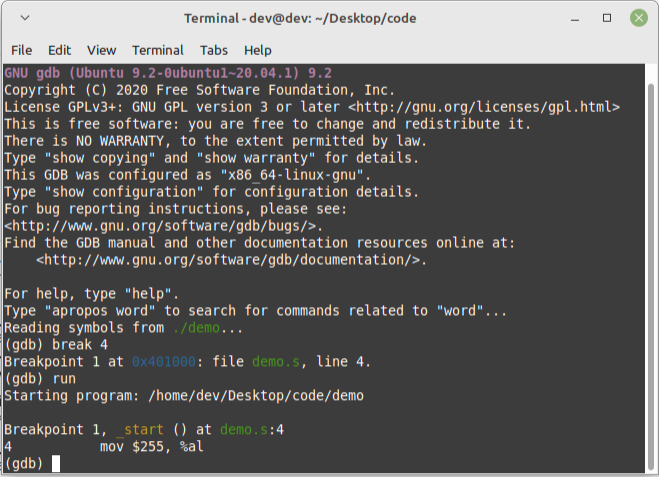 Terminal - dev@dev: ~/Desktop/code
File Edit View Terminal Tabs Help
GNU gdb (Ubuntu 9.2-0ubuntu1~20.04.1) 9.2
Copyright (C) 2020 Free Software Foundation, Inc.
License GPLv3+: GNU GPL version 3 or later <http://gnu.org/licenses/gpl.html>
This is free software: you are free to change and redistribute it.
There is NO WARRANTY, to the extent permitted by law.
Type "show copying" and "show warranty" for details.
This GDB was configured as "x86_64-linux-gnu".
Type "show configuration" for configuration details.
For bug reporting instructions, please see:
<http://www.gnu.org/software/gdb/bugs/>.
Find the GDB manual and other documentation resources online at:
    <http://www.gnu.org/software/gdb/documentation/>.

For help, type "help".
Type "apropos word" to search for commands related to "word"...
Reading symbols from ./demo...
(gdb) break 4
Breakpoint 1 at 0x401000: file demo.s, line 4.
(gdb) run
Starting program: /home/dev/Desktop/code/demo

Breakpoint 1, _start () at demo.s:4
4           mov $255, %al
(gdb)